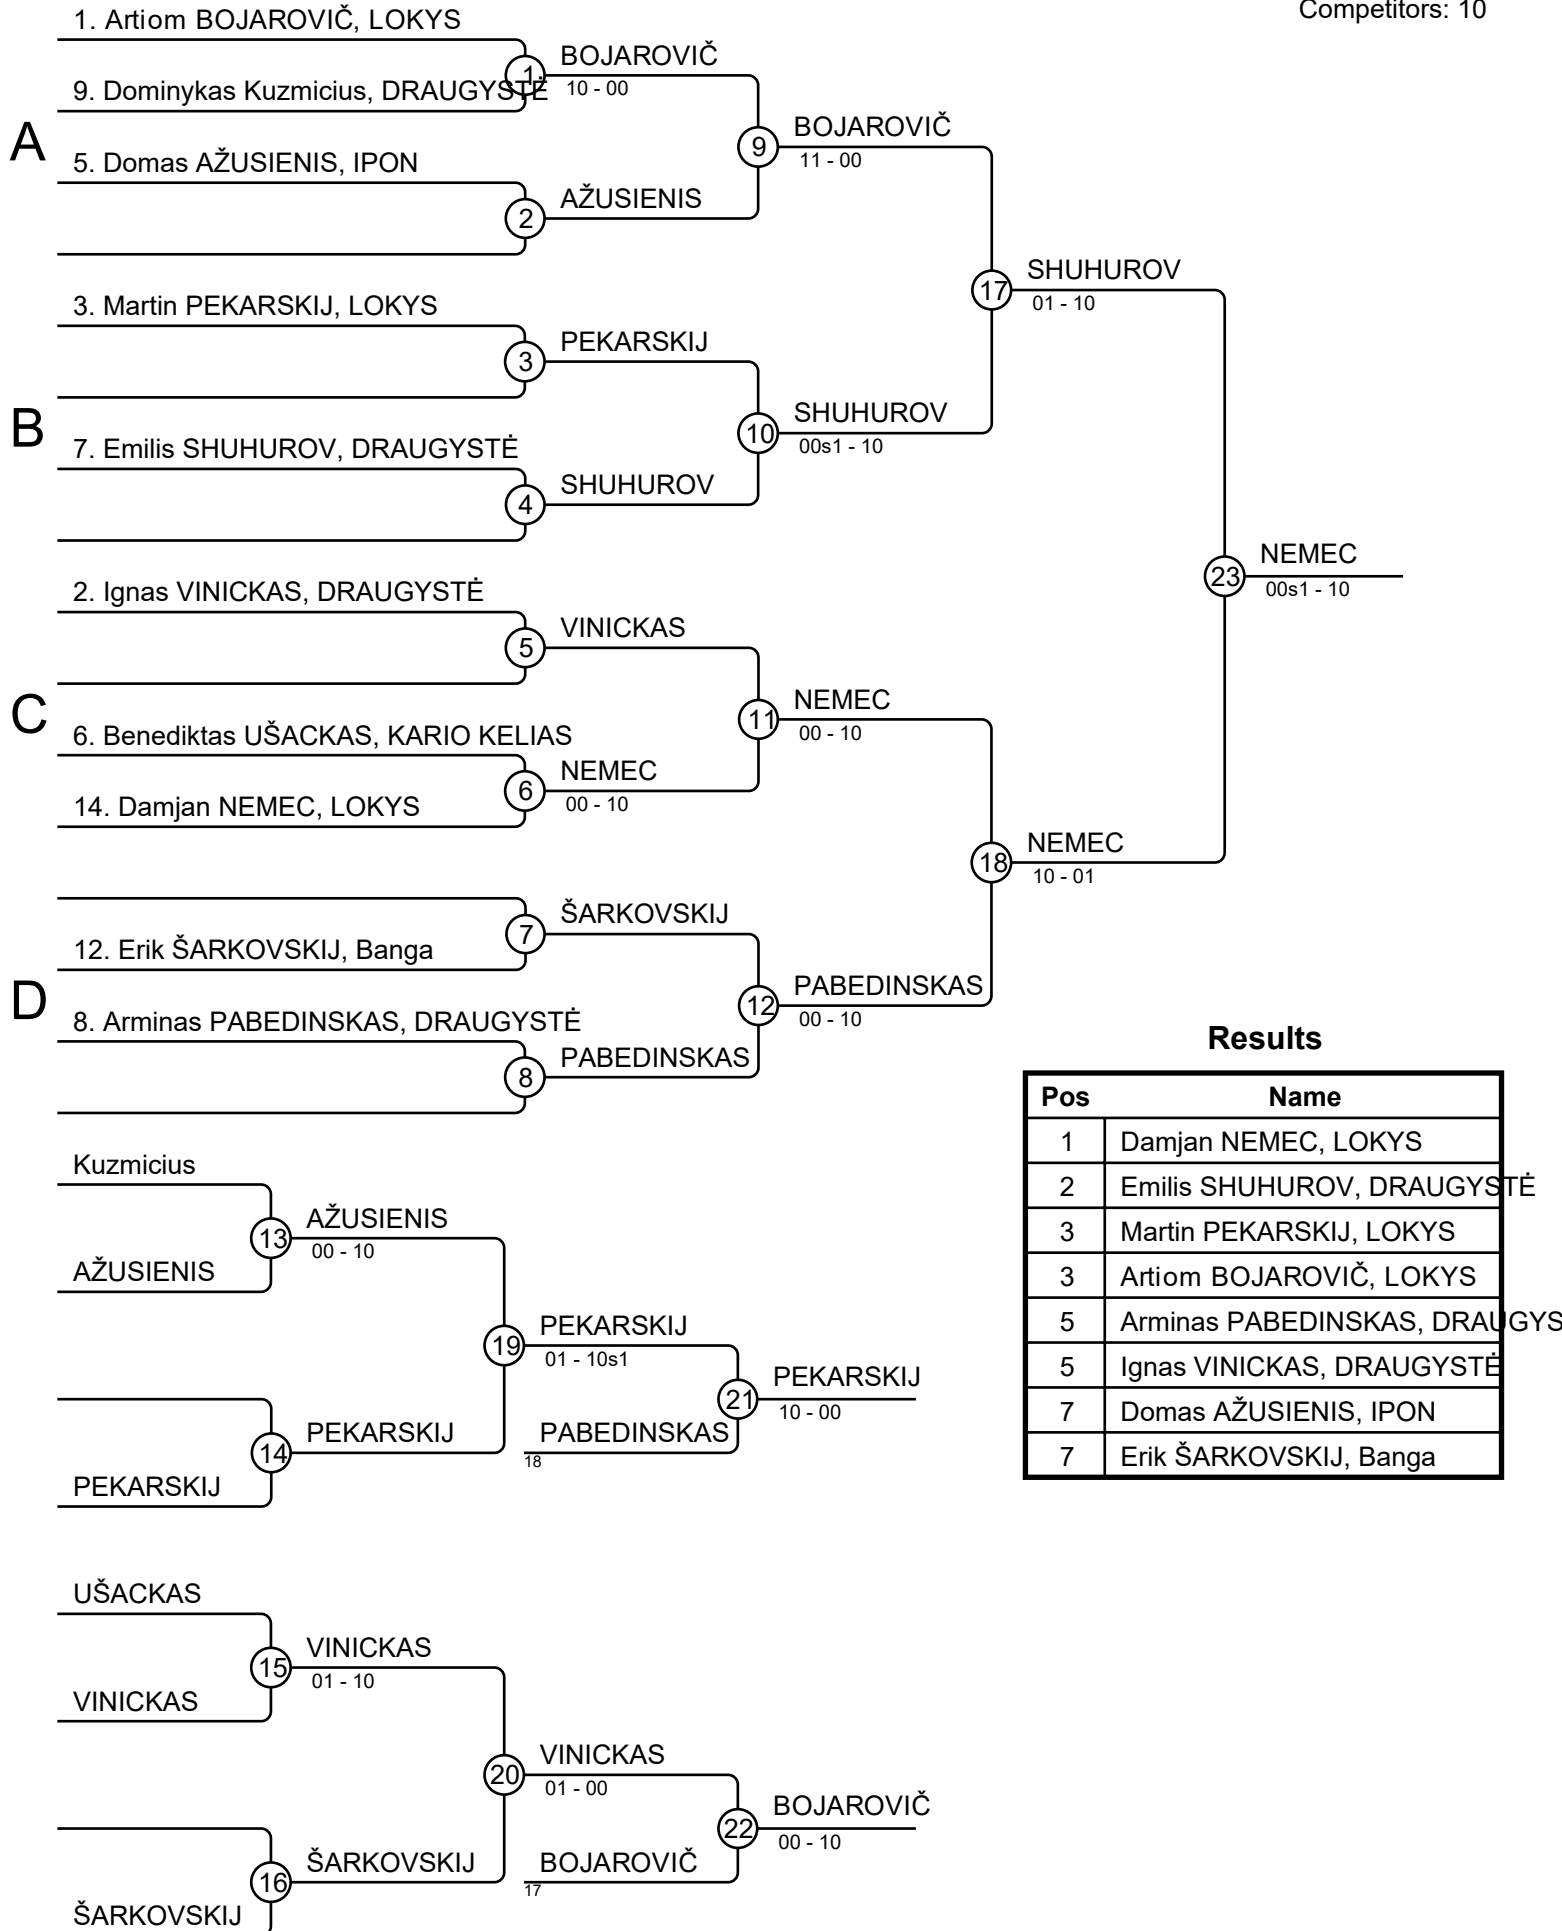 Competitors: 10
1. Artiom BOJAROVIČ, LOKYS
1
BOJAROVIČ
10 - 00
9. Dominykas Kuzmicius, DRAUGYSTĖ
A
9
BOJAROVIČ
11 - 00
5. Domas AŽUSIENIS, IPON
2
AŽUSIENIS
17
SHUHUROV
01 - 10
3. Martin PEKARSKIJ, LOKYS
3
PEKARSKIJ
B
10
SHUHUROV
00s1 - 10
7. Emilis SHUHUROV, DRAUGYSTĖ
4
SHUHUROV
23
NEMEC
00s1 - 10
2. Ignas VINICKAS, DRAUGYSTĖ
5
VINICKAS
C
11
NEMEC
00 - 10
6. Benediktas UŠACKAS, KARIO KELIAS
6
NEMEC
00 - 10
14. Damjan NEMEC, LOKYS
18
NEMEC
10 - 01
7
ŠARKOVSKIJ
12. Erik ŠARKOVSKIJ, Banga
D
12
PABEDINSKAS
00 - 10
8. Arminas PABEDINSKAS, DRAUGYSTĖ
8
PABEDINSKAS
Results
Pos Name
1 Damjan NEMEC, LOKYS
2 Emilis SHUHUROV, DRAUGYSTĖ
3 Martin PEKARSKIJ, LOKYS
3 Artiom BOJAROVIČ, LOKYS
5 Arminas PABEDINSKAS, DRAUGYS
5 Ignas VINICKAS, DRAUGYSTĖ
7 Domas AŽUSIENIS, IPON
7 Erik ŠARKOVSKIJ, Banga
Kuzmicius
13
AŽUSIENIS
00 - 10
AŽUSIENIS
19
PEKARSKIJ
01 - 10s1
21
PEKARSKIJ
10 - 00
14
PEKARSKIJ
PABEDINSKAS
18
PEKARSKIJ
UŠACKAS
15
VINICKAS
01 - 10
VINICKAS
20
VINICKAS
01 - 00
22
BOJAROVIČ
00 - 10
16
ŠARKOVSKIJ
BOJAROVIČ
17
ŠARKOVSKIJ